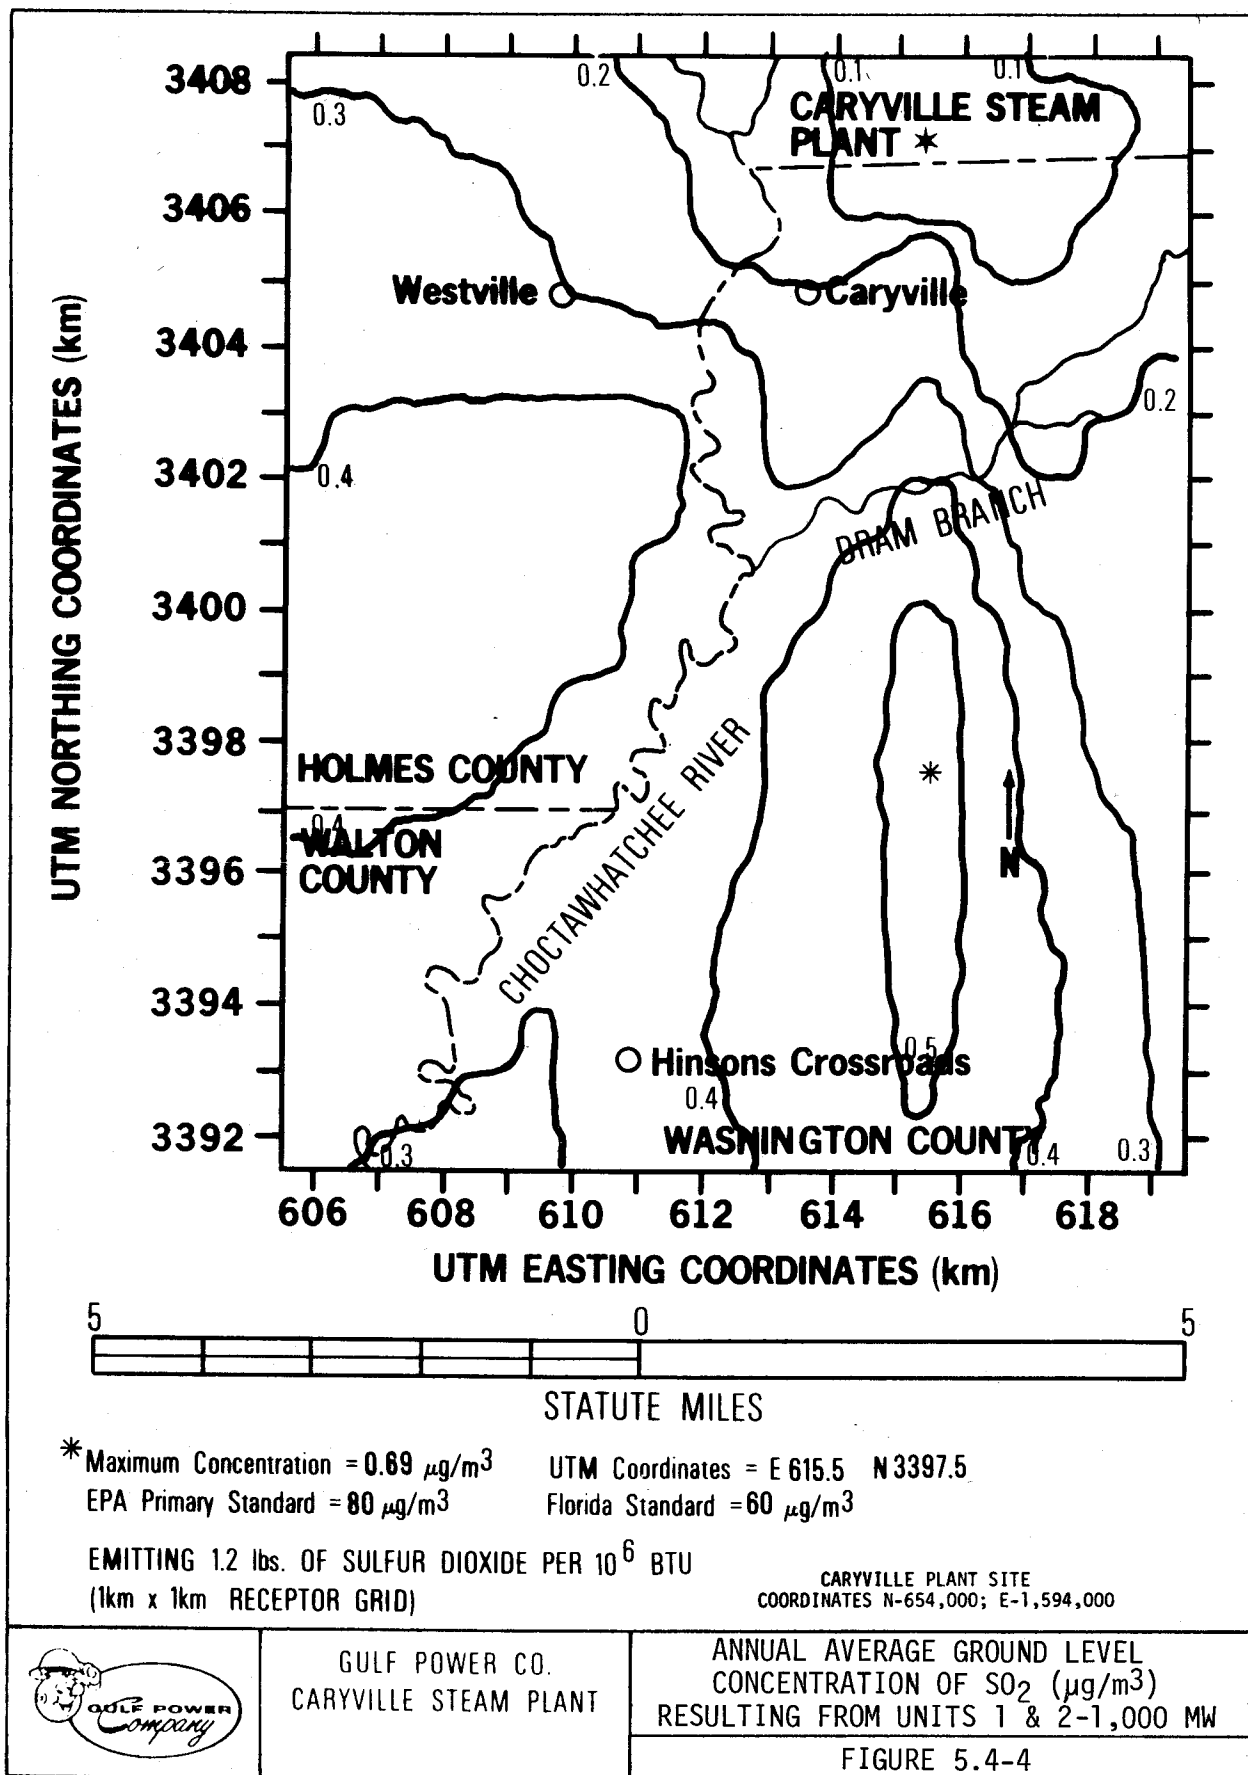 3408
3406
3404
3402
3400
3398
3396
3394
3392
UTM NORTHING COORDINATES (km)
0.3
0.2
0.1
0.1
CARYVILLE STEAM
PLANT
Westville
Caryville
0.2
0.4
DRAM BRANCH
HOLMES COUNTY
0.4
WALTON
COUNTY
CHOCTAWHATCHEE RIVER
N
0.5
Hinsons Crossroads
0.4
WASNINGTON COUNTY
0.3
0.4
0.3
606 608 610 612 614 616 618
UTM EASTING COORDINATES (km)
5 0 5
STATUTE MILES
*Maximum Concentration = 0.69 µg/m3 UTM Coordinates = E 615.5 N 3397.5
EPA Primary Standard = 80 µg/m3 Florida Standard = 60 µg/m3
EMITTING 1.2 lbs. OF SULFUR DIOXIDE PER 10 6 BTU
(1km x 1km RECEPTOR GRID)
CARYVILLE PLANT SITE
COORDINATES N-654,000; E-1,594,000
GULF POWER
Company
GULF POWER CO.
CARYVILLE STEAM PLANT
ANNUAL AVERAGE GROUND LEVEL
CONCENTRATION OF SO2 (µg/m3)
RESULTING FROM UNITS 1 & 2-1,000 MW
FIGURE 5.4-4